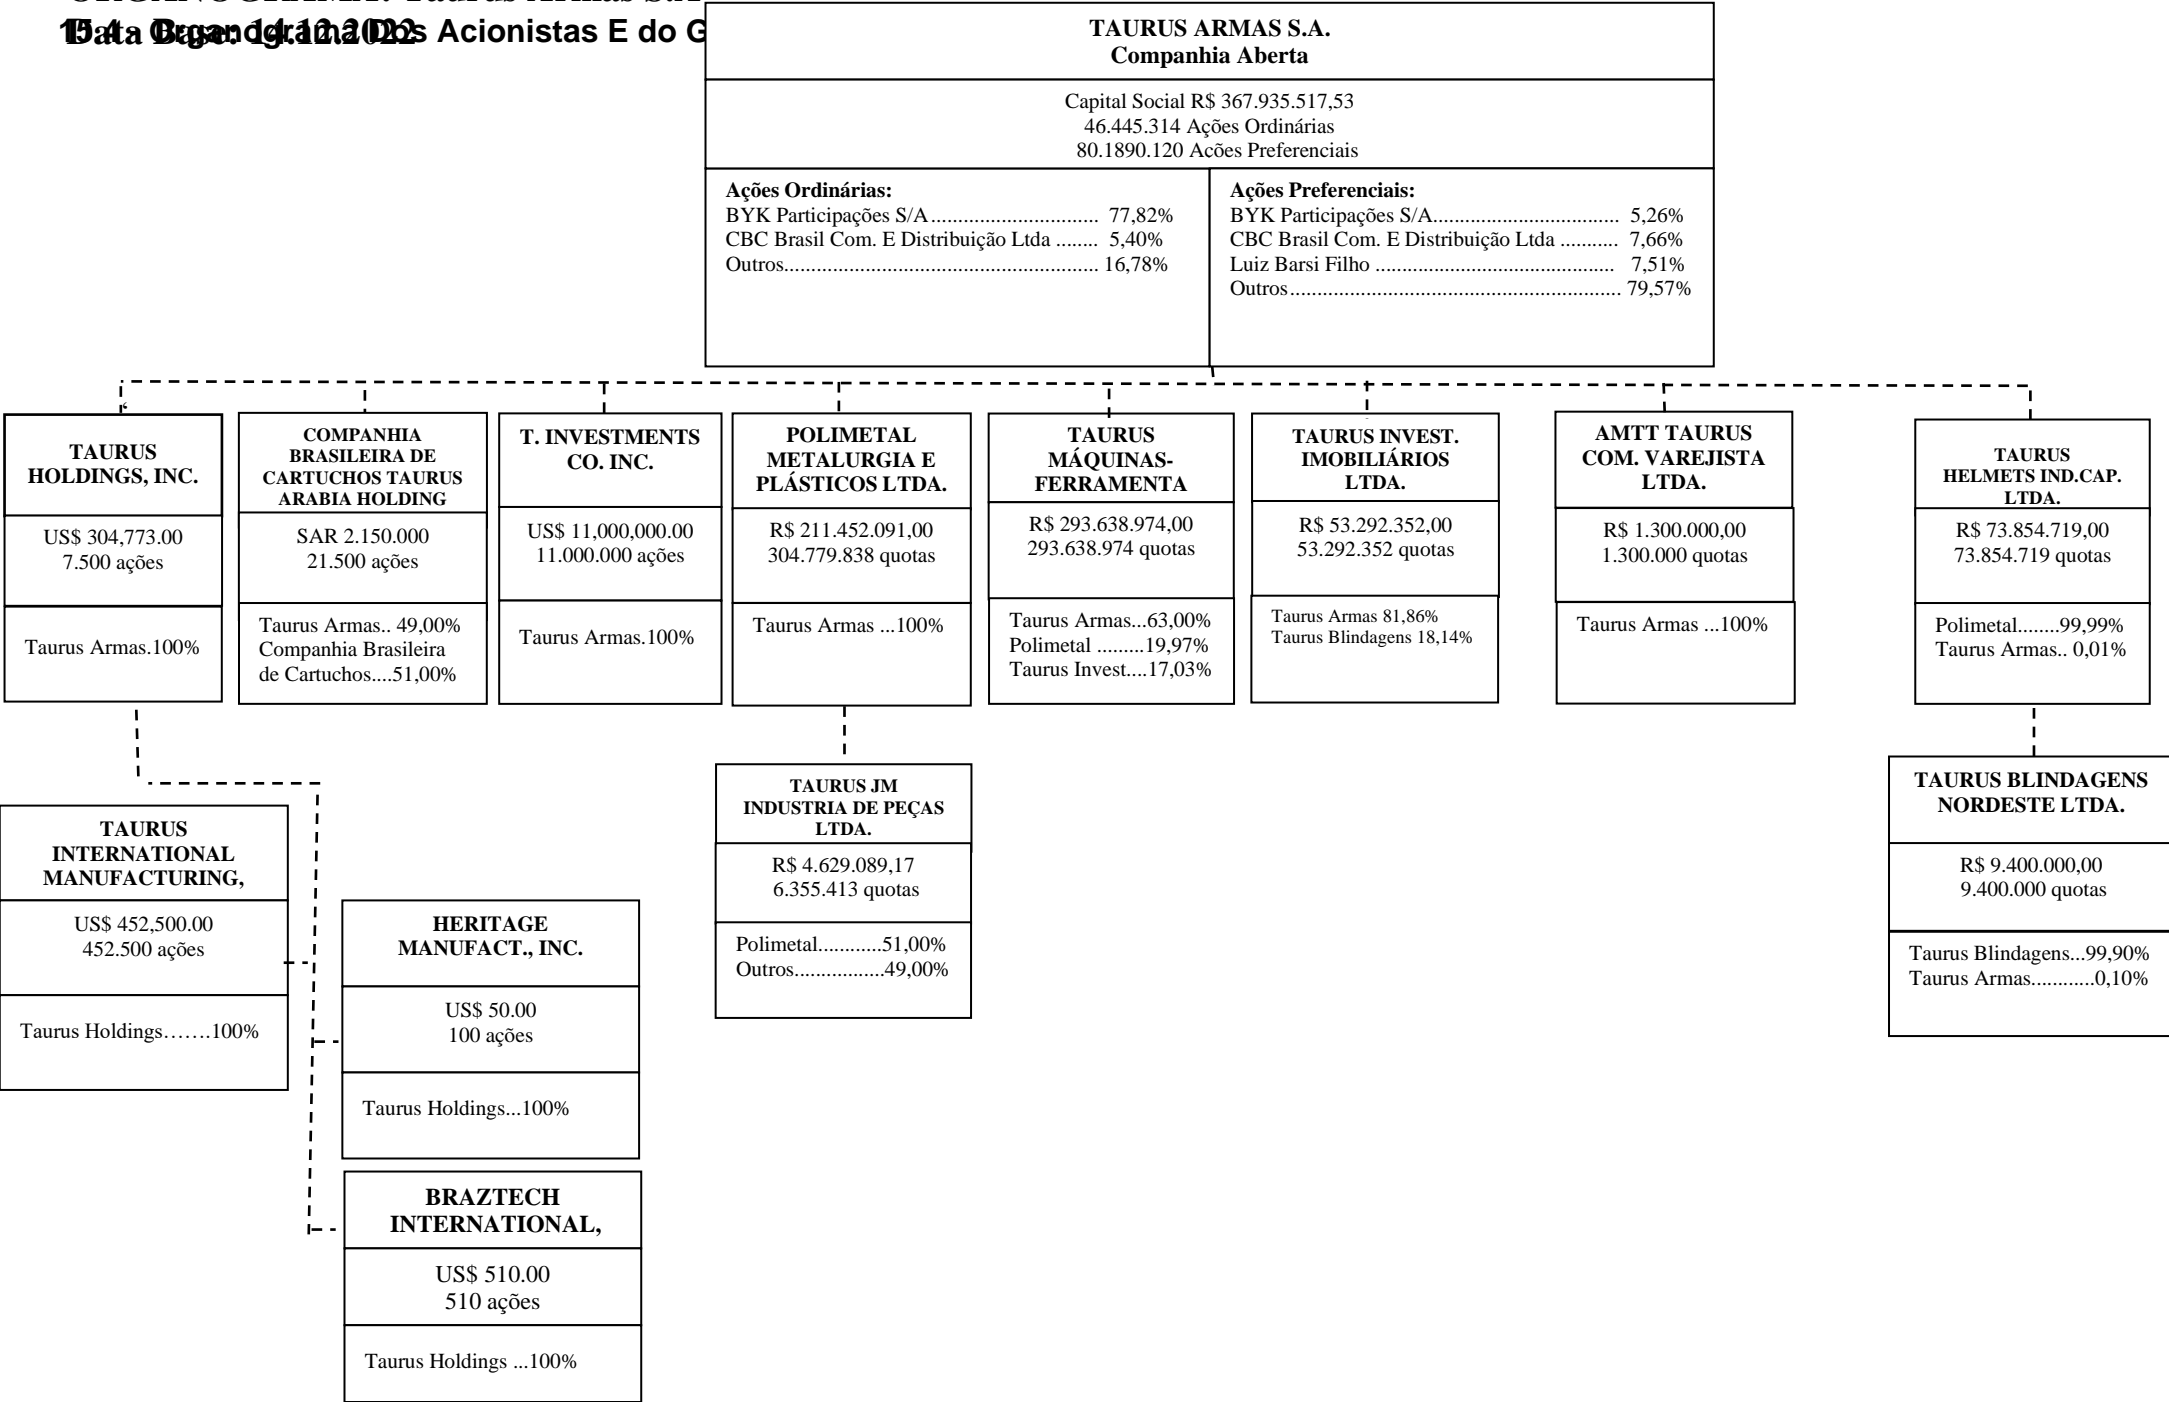 ORGANOGRAMA: Taurus Armas S.A
Data Base: 14.12.2022
15.4 - Organograma Dos Acionistas E do G
TAURUS ARMAS S.A.
Companhia Aberta
Capital Social R$ 367.935.517,53
46.445.314 Ações Ordinárias
80.1890.120 Ações Preferenciais
Ações Ordinárias:
BYK Participações S/A................................ 77,82%
CBC Brasil Com. E Distribuição Ltda ........ 5,40%
Outros............................................................ 16,78%
Ações Preferenciais:
BYK Participações S/A................................... 5,26%
CBC Brasil Com. E Distribuição Ltda ........... 7,66%
Luiz Barsi Filho ............................................. 7,51%
Outros.............................................................. 79,57%
TAURUS
HOLDINGS, INC.
US$ 304,773.00
7.500 ações
Taurus Armas.100%
COMPANHIA
BRASILEIRA DE
CARTUCHOS TAURUS
ARABIA HOLDING
SAR 2.150.000
21.500 ações
Taurus Armas.. 49,00%
Companhia Brasileira
de Cartuchos....51,00%
T. INVESTMENTS
CO. INC.
US$ 11,000,000.00
11.000.000 ações
Taurus Armas.100%
POLIMETAL
METALURGIA E
PLÁSTICOS LTDA.
R$ 211.452.091,00
304.779.838 quotas
Taurus Armas ...100%
TAURUS
MÁQUINAS-
FERRAMENTA
R$ 293.638.974,00
293.638.974 quotas
Taurus Armas...63,00%
Polimetal .........19,97%
Taurus Invest....17,03%
TAURUS INVEST.
IMOBILIÁRIOS
LTDA.
R$ 53.292.352,00
53.292.352 quotas
Taurus Armas 81,86%
Taurus Blindagens 18,14%
AMTT TAURUS
COM. VAREJISTA
LTDA.
R$ 1.300.000,00
1.300.000 quotas
Taurus Armas ...100%
TAURUS
HELMETS IND.CAP.
LTDA.
R$ 73.854.719,00
73.854.719 quotas
Polimetal........99,99%
Taurus Armas.. 0,01%
TAURUS
INTERNATIONAL
MANUFACTURING,
US$ 452,500.00
452.500 ações
Taurus Holdings…….100%
HERITAGE
MANUFACT., INC.
US$ 50.00
100 ações
Taurus Holdings...100%
BRAZTECH
INTERNATIONAL,
US$ 510.00
510 ações
Taurus Holdings ...100%
TAURUS JM
INDUSTRIA DE PEÇAS
LTDA.
R$ 4.629.089,17
6.355.413 quotas
Polimetal............51,00%
Outros.................49,00%
TAURUS BLINDAGENS
NORDESTE LTDA.
R$ 9.400.000,00
9.400.000 quotas
Taurus Blindagens...99,90%
Taurus Armas............0,10%